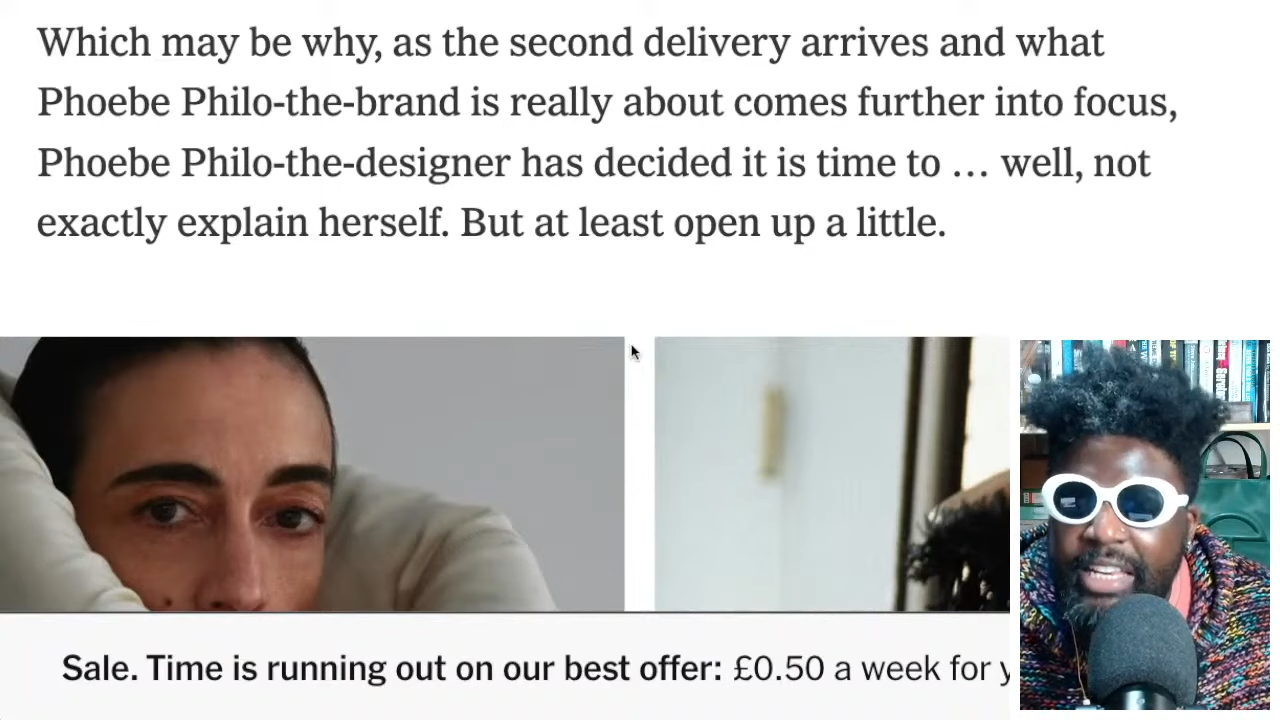 Which may be why, as the second delivery arrives and what
Phoebe Philo-the-brand is really about comes further into focus,
Phoebe Philo-the-designer has decided it is time to … well, not
exactly explain herself. But at least open up a little.
Sale. Time is running out on our best offer: £0.50 a week for